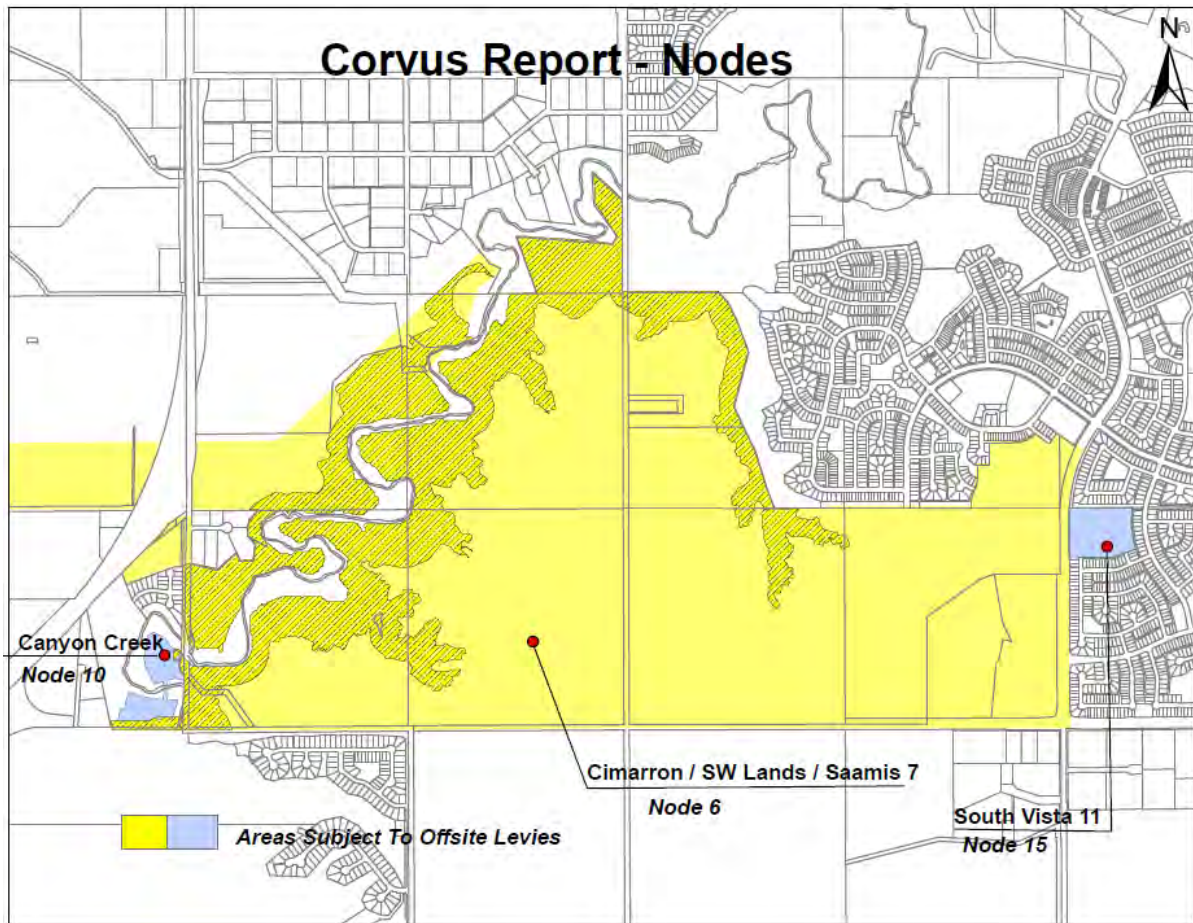 Corvus Report - Nodes
N
Canyon Creek
Node 10
Cimarron / SW Lands / Saamis 7
Node 6
South Vista 11
Node 15
Areas Subject To Offsite Levies